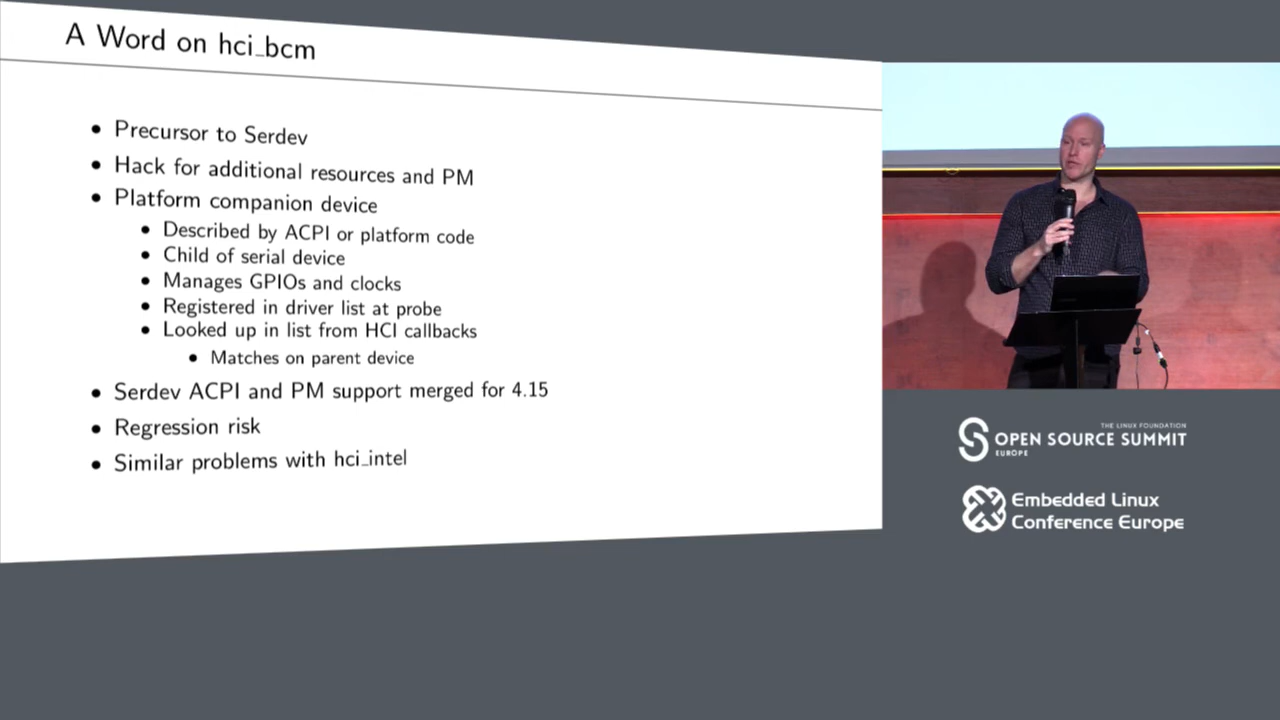 A Word on hci_bcm
Precursor to Serdev
Hack for additional resources and PM
Platform companion device
Described by ACPI or platform code
Child of serial device
Manages GPIOs and clocks
Registered in driver list at probe
Looked up in list from HCI callbacks
Matches on parent device
Serdev ACPI and PM support merged for 4.15
Regression risk
Similar problems with hci_intel
THE LINUX FOUNDATION
OPEN SOURCE SUMMIT
EUROPE
Embedded Linux
Conference Europe